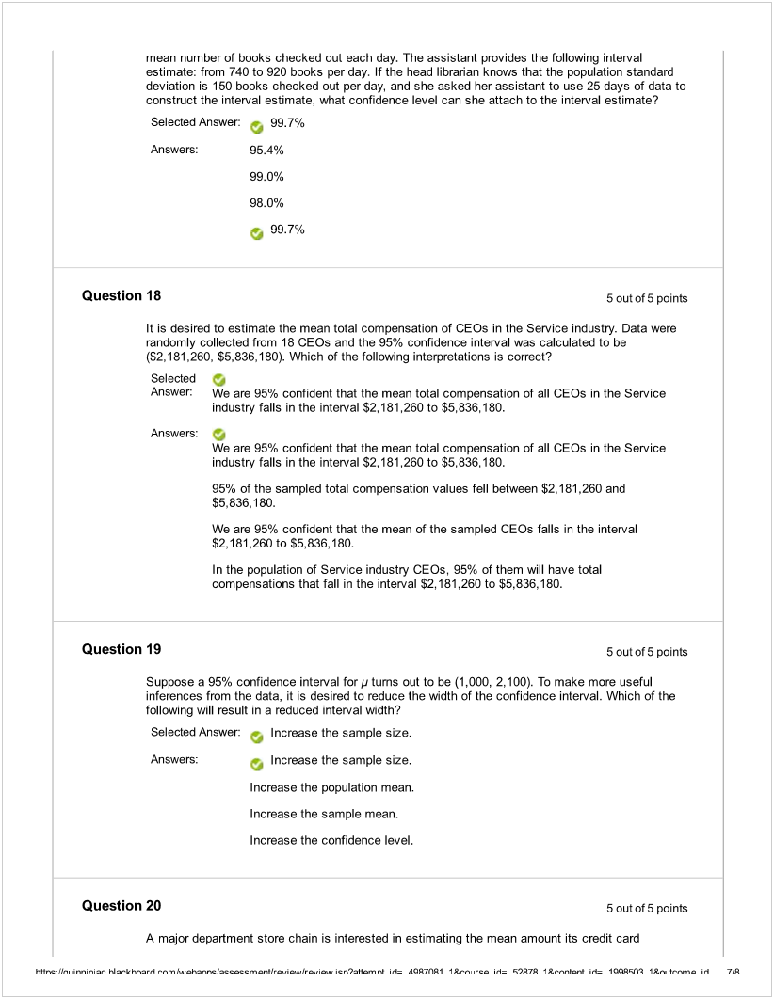 mean number of books checked out each day. The assistant provides the following interval
estimate: from 740 to 920 books per day. If the head librarian knows that the population standard
deviation is 150 books checked out per day, and she asked her assistant to use 25 days of data to
construct the interval estimate, what confidence level can she attach to the interval estimate?
Selected Answer: 99.7%
Answers: 95.4%
99.0%
98.0%
99.7%
Question 18 5 out of 5 points
It is desired to estimate the mean total compensation of CEOs in the Service industry. Data were
randomly collected from 18 CEOs and the 95% confidence interval was calculated to be
($2,181,260, $5,836,180). Which of the following interpretations is correct?
Selected
Answer: We are 95% confident that the mean total compensation of all CEOs in the Service
industry falls in the interval $2,181,260 to $5,836,180.
Answers:
We are 95% confident that the mean total compensation of all CEOs in the Service
industry falls in the interval $2,181,260 to $5,836,180.
95% of the sampled total compensation values fell between $2,181,260 and
$5,836,180.
We are 95% confident that the mean of the sampled CEOs falls in the interval
$2,181,260 to $5,836,180.
In the population of Service industry CEOs, 95% of them will have total
compensations that fall in the interval $2,181,260 to $5,836,180.
Question 19 5 out of 5 points
Suppose a 95% confidence interval for μ turns out to be (1,000, 2,100). To make more useful
inferences from the data, it is desired to reduce the width of the confidence interval. Which of the
following will result in a reduced interval width?
Selected Answer: Increase the sample size.
Answers: Increase the sample size.
Increase the population mean.
Increase the sample mean.
Increase the confidence level.
Question 20 5 out of 5 points
A major department store chain is interested in estimating the mean amount its credit card
https://quinnipiac.blackboard.com/webapps/assessment/review/review.jsp?attempt_id=_4987081_1&course_id=_52878_1&content_id=_1998503_1&outcome_id… 7/8